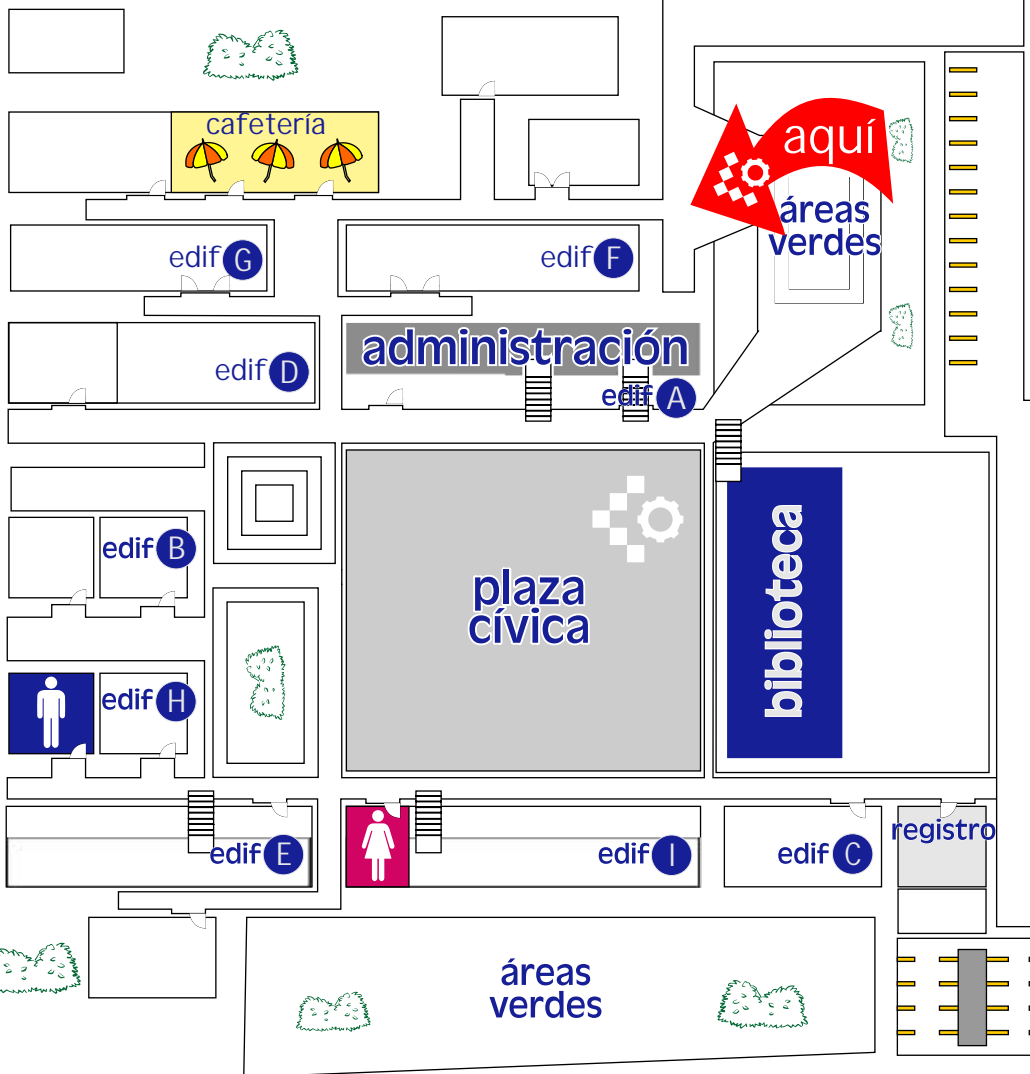 cafetería
aquí
áreas
verdes
edif G
edif F
administración
edif D
edif A
biblioteca
edif B
plaza
cívica
edif H
registro
edif E
edif I
edif C
áreas
verdes